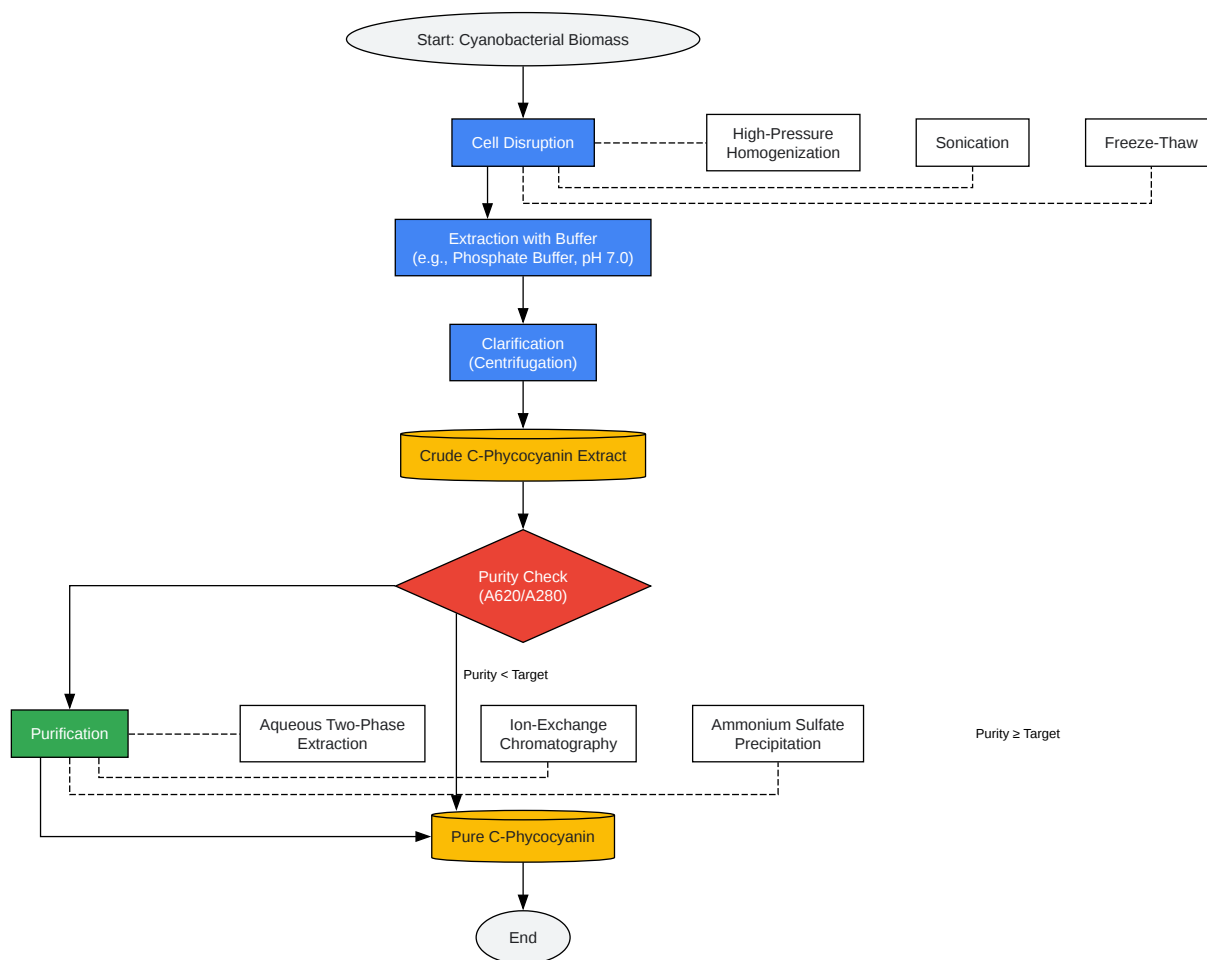 Start: Cyanobacterial Biomass
Cell Disruption
High-Pressure
Homogenization
Sonication
Freeze-Thaw
Extraction with Buffer
(e.g., Phosphate Buffer, pH 7.0)
Clarification
(Centrifugation)
Crude C-Phycocyanin Extract
Purity Check
(A620/A280)
Purity < Target
Purification
Aqueous Two-Phase
Extraction
Ion-Exchange
Chromatography
Ammonium Sulfate
Precipitation
Purity ≥ Target
Pure C-Phycocyanin
End